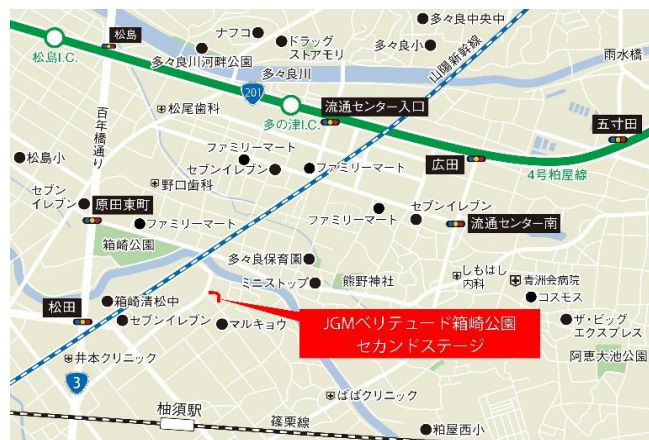 ナフコ
多々良中央中
松島
松島I.C.
多々良川河畔公園
ドラッグ
ストアモリ
多々良小
山陽新幹線
雨水橋
多々良川
201
百年橋通り
松尾歯科
多の津I.C.
流通センター入口
五寸田
松島小
ファミリーマート
セブンイレブン
ファミリーマート
広田
4号粕屋線
野口歯科
セブン
イレブン
原田東町
ファミリーマート
ファミリーマート
セブンイレブン
流通センター南
箱崎公園
多々良保育園
ミニストップ
熊野神社
しもはし
内科
青洲会病院
コスモス
松田
箱崎清松中
セブンイレブン
マルキョウ
JGMベリテュード箱崎公園
セカンドステージ
ザ・ビッグ
エクスプレス
阿恵大池公園
井本クリニック
3
ばばクリニック
柚須駅
篠栗線
粕屋西小